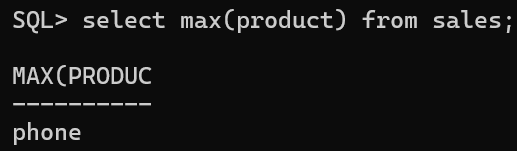 SQL> select max(product) from sales;
MAX(PRODUC
----------
phone